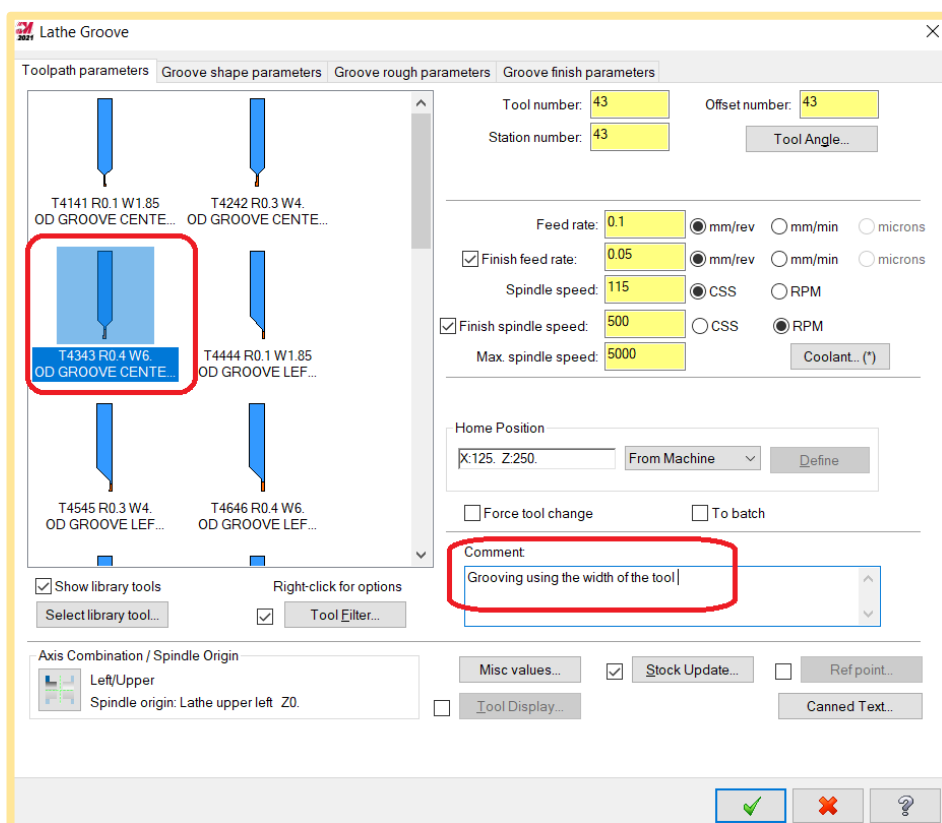 2021 Lathe Groove
Toolpath parameters Groove shape parameters Groove rough parameters Groove finish parameters
T4141 R0.1 W1.85
OD GROOVE CENTE...
T4242 R0.3 W4.
OD GROOVE CENTE...
T4343 R0.4 W6.
OD GROOVE CENTE...
T4444 R0.1 W1.85
OD GROOVE LEF...
T4545 R0.3 W4.
OD GROOVE LEF...
T4646 R0.4 W6.
OD GROOVE LEF...
Show library tools Right-click for options
Select library tool... Tool Filter...
Axis Combination / Spindle Origin
Left/Upper
Spindle origin: Lathe upper left Z0.
Tool number: 43 Offset number: 43
Station number: 43 Tool Angle...
Feed rate: 0.1 mm/rev mm/min microns
Finish feed rate: 0.05 mm/rev mm/min microns
Spindle speed: 115 CSS RPM
Finish spindle speed: 500 CSS RPM
Max. spindle speed: 5000 Coolant... (*)
Home Position
X:125. Z:250. From Machine Define
Force tool change To batch
Comment:
Grooving using the width of the tool
Misc values... Stock Update... Ref point...
Tool Display... Canned Text...